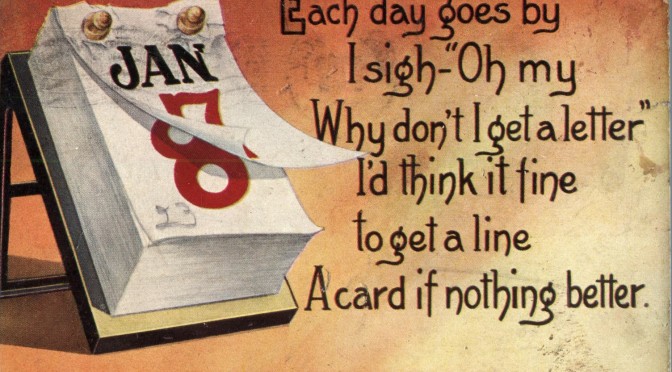 JAN
8
Each day goes by
I sigh-"Oh my
Why don't I get a letter"
I'd think it fine
to get a line
A card if nothing better.